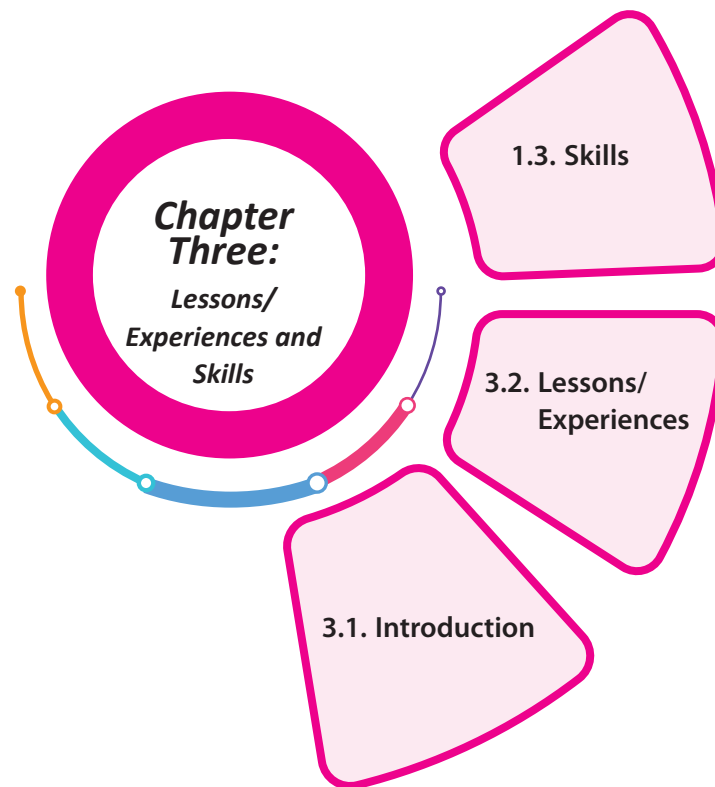 Chapter
Three:
Lessons/
Experiences and
Skills
1.3. Skills
3.2. Lessons/
Experiences
3.1. Introduction